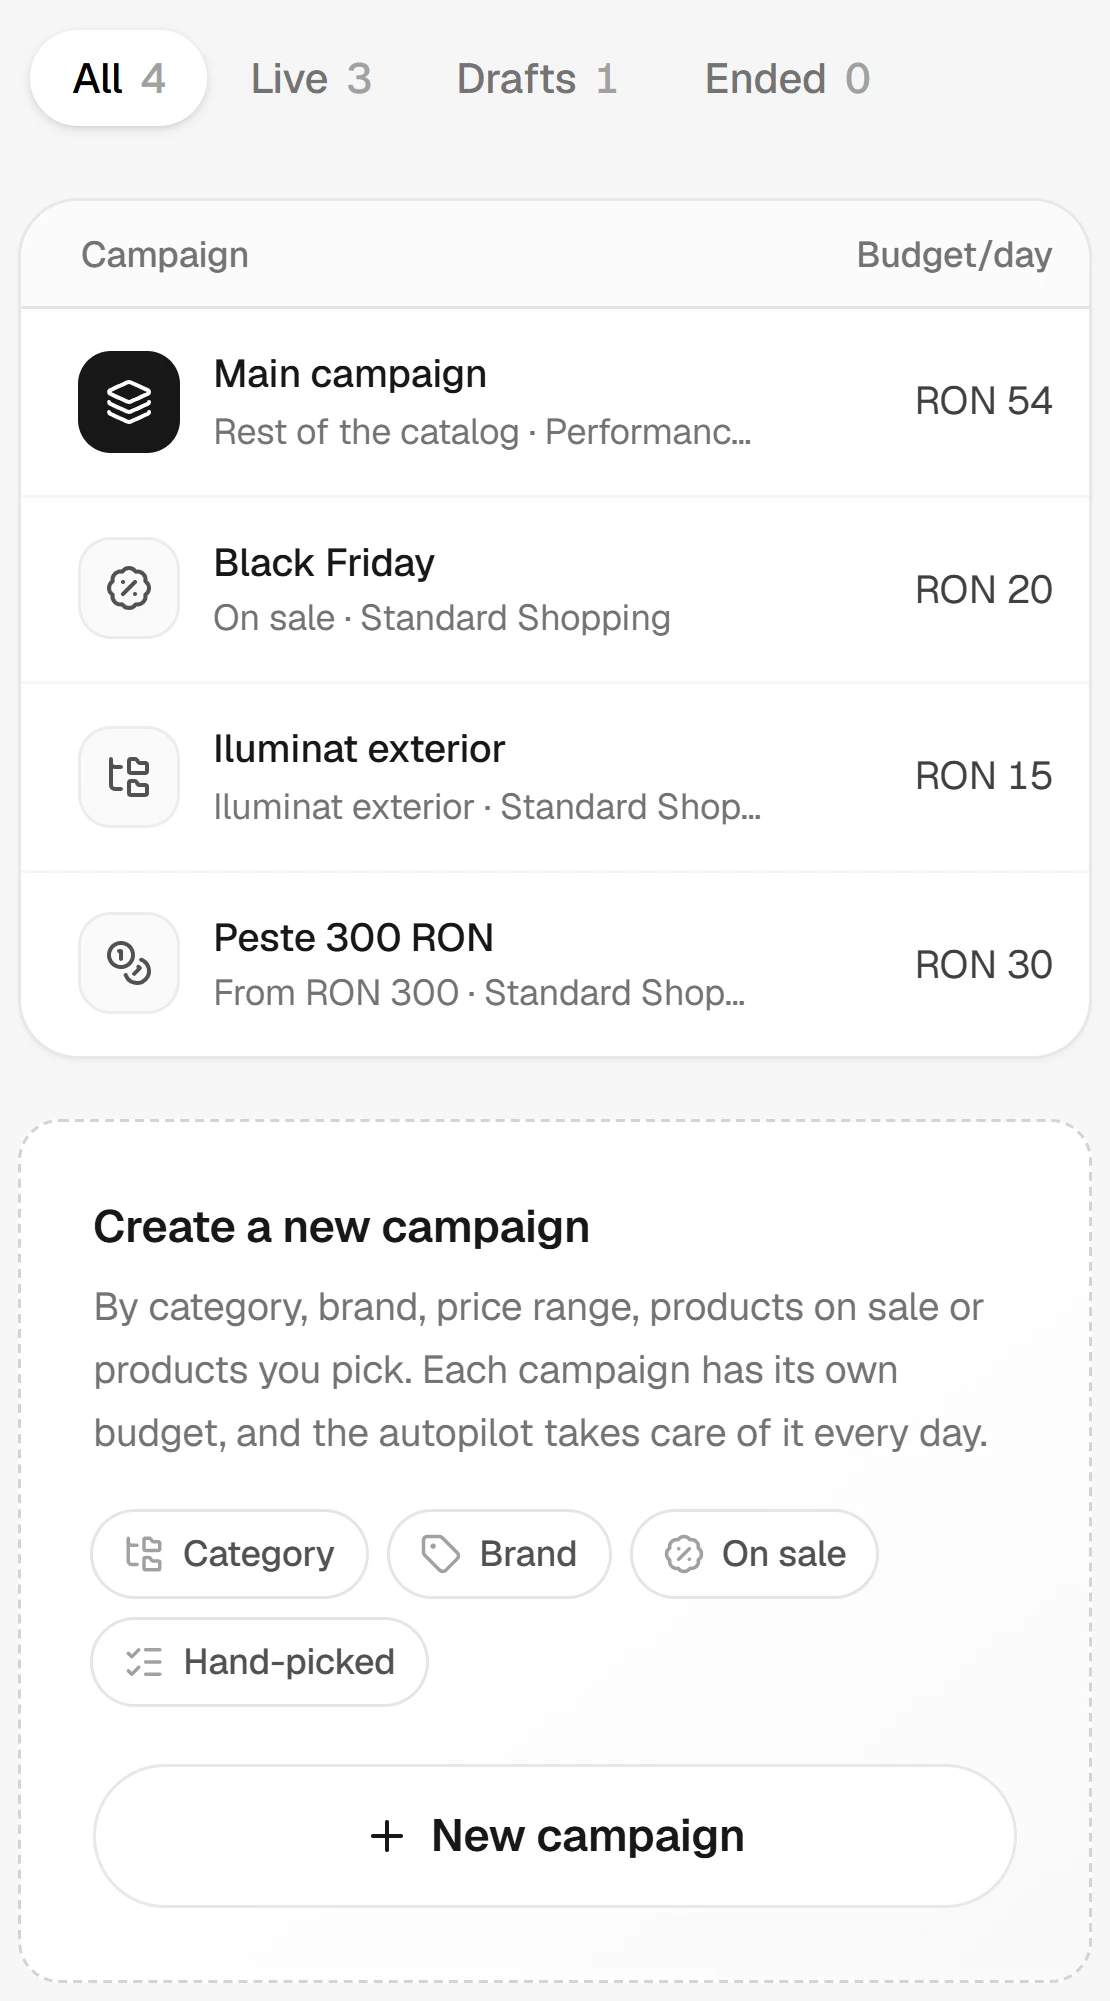 All 4 Live 3 Drafts 1 Ended 0
Campaign Budget/day
Main campaign
Rest of the catalog · Performanc...
RON 54
Black Friday
On sale · Standard Shopping
RON 20
Iluminat exterior
Iluminat exterior · Standard Shop...
RON 15
Peste 300 RON
From RON 300 · Standard Shop...
RON 30
Create a new campaign
By category, brand, price range, products on sale or
products you pick. Each campaign has its own
budget, and the autopilot takes care of it every day.
Category Brand On sale
Hand-picked
+ New campaign